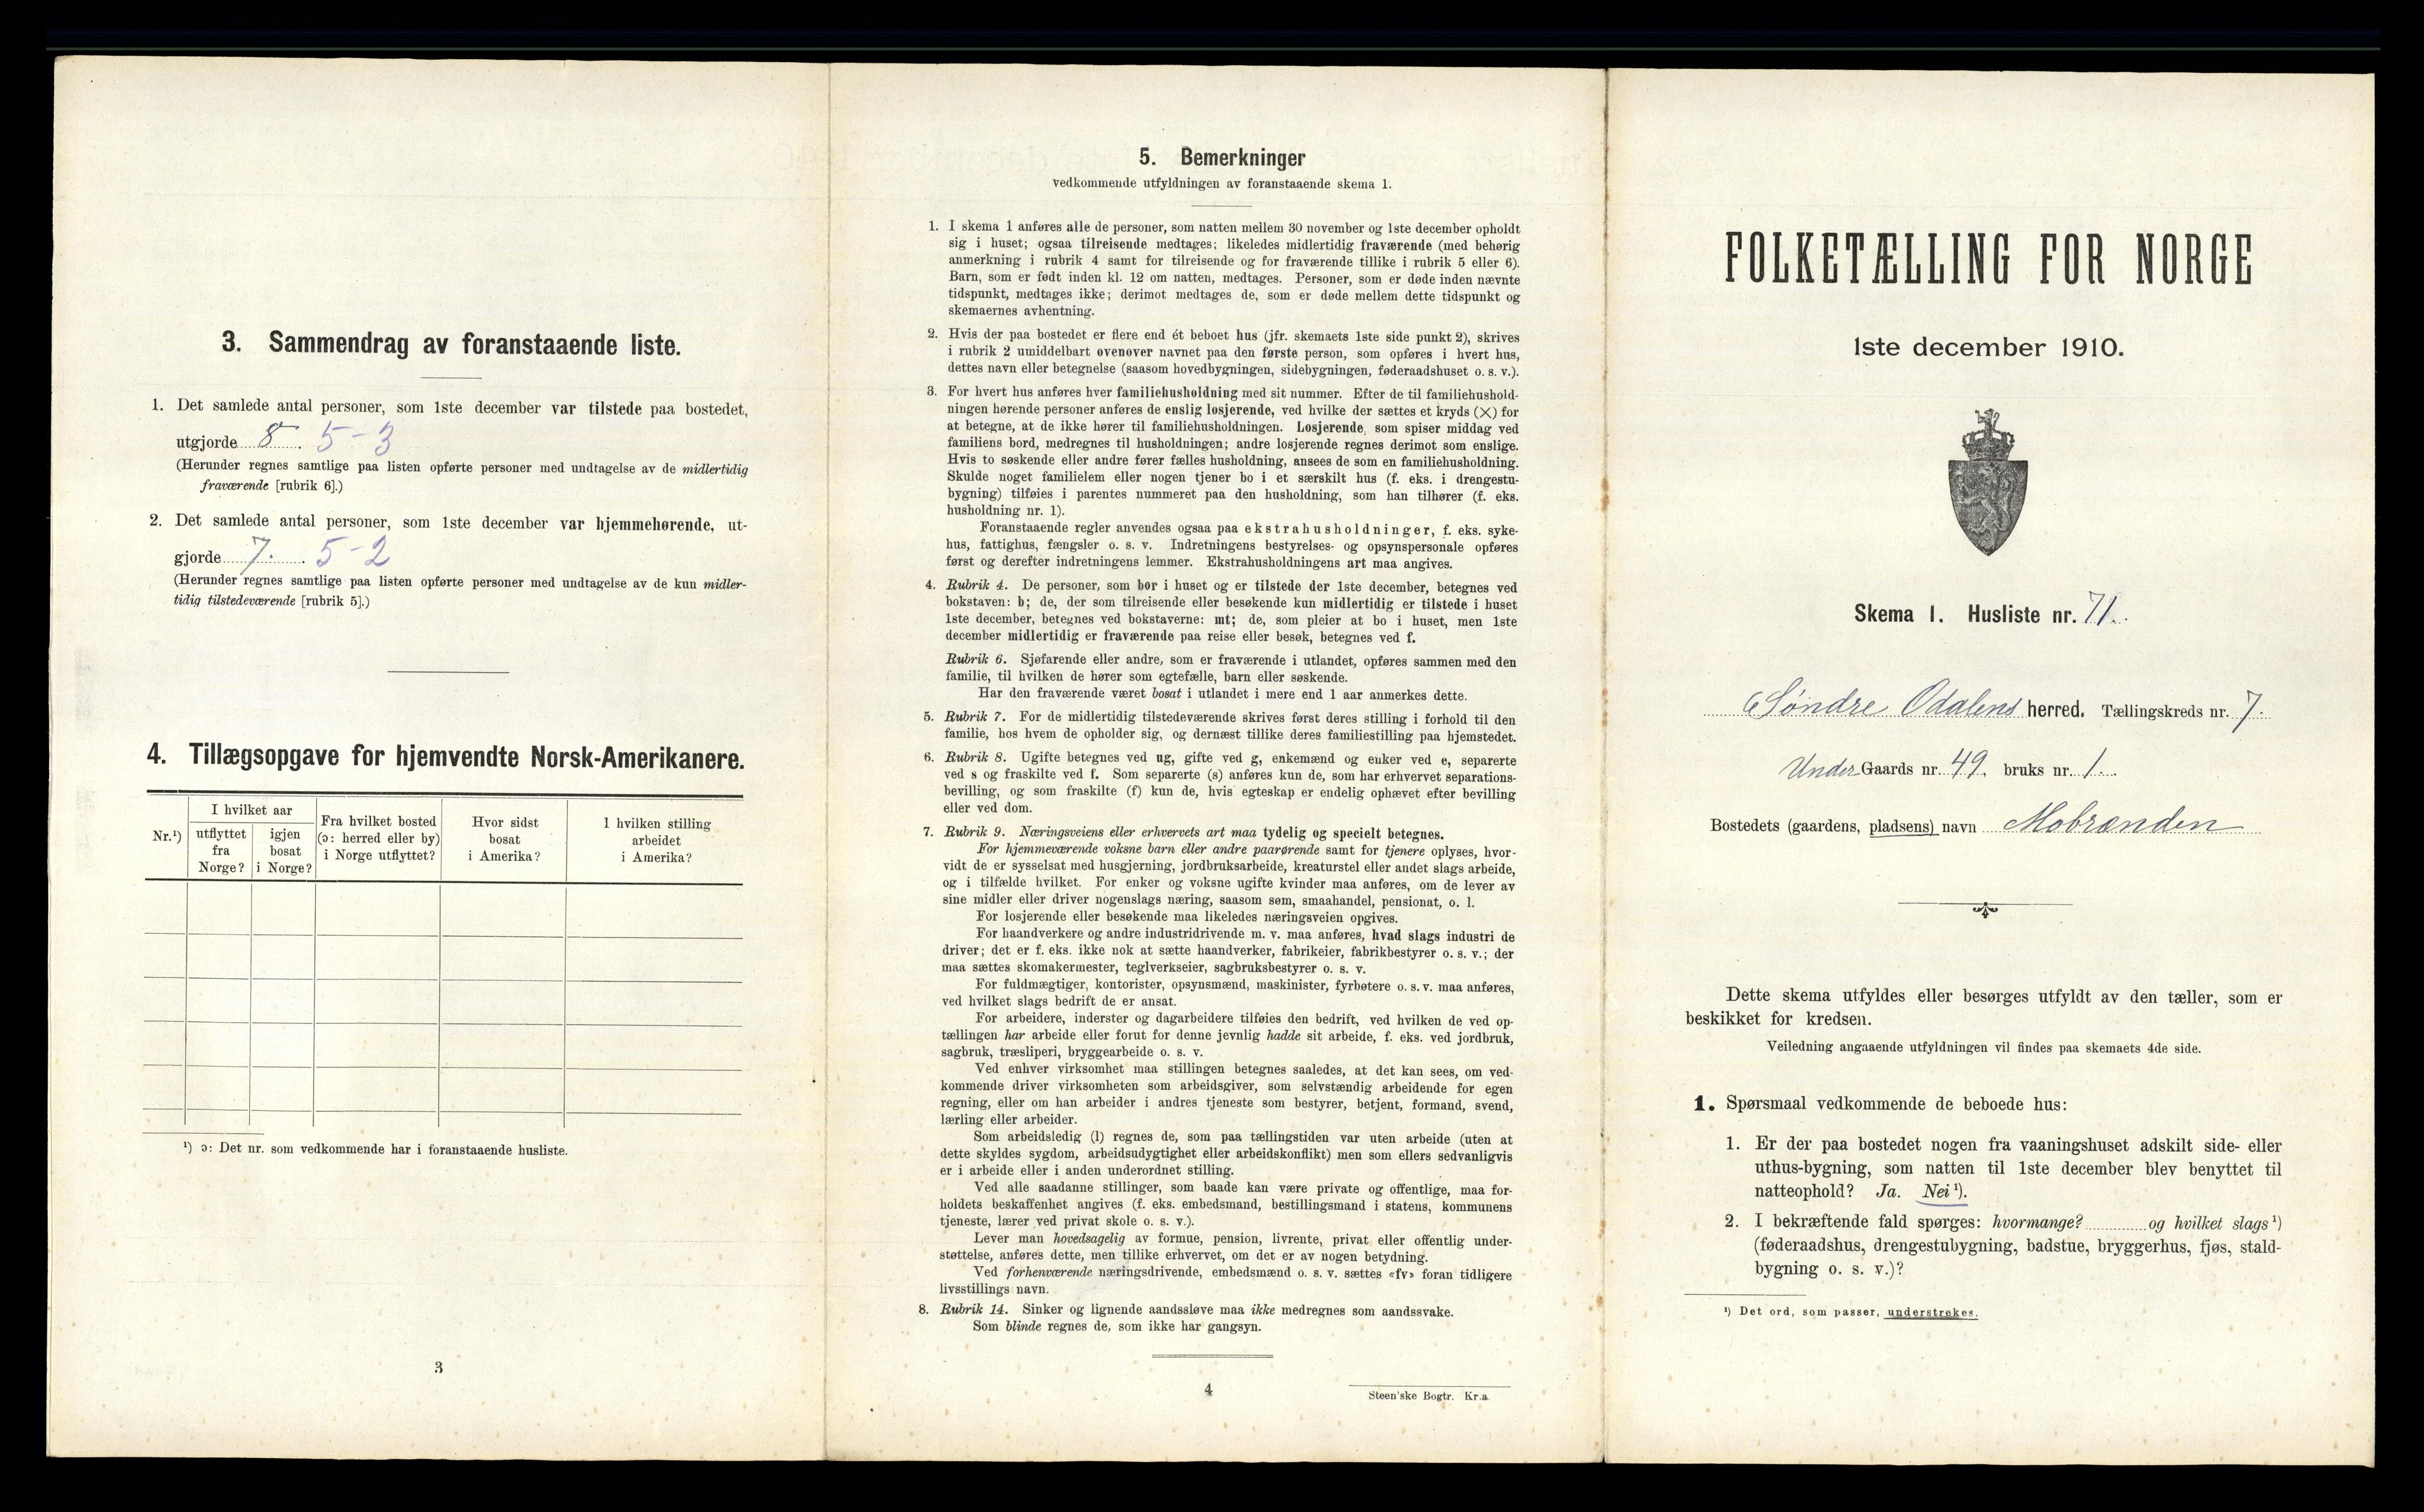 3. Sammendrag av foranstaaende liste.
1. Det samlede antal personer, som 1ste december var tilstede paa bostedet,
utgjorde 8. 5-3
(Herunder regnes samtlige paa listen opførte personer med undtagelse av de midlertidig
fraværende [rubrik 6].)
2. Det samlede antal personer, som 1ste december var hjemmehørende, ut-
gjorde 7. 5-2
(Herunder regnes samtlige paa listen opførte personer med undtagelse av de kun midler-
tidig tilstedeværende [rubrik 5].)
4. Tillægsopgave for hjemvendte Norsk-Amerikanere.
Nr.¹)
I hvilket aar
utflyttet
fra
Norge?
igjen
bosat
i Norge?
Fra hvilket bosted
(ɔ: herred eller by)
i Norge utflyttet?
Hvor sidst
bosat
i Amerika?
I hvilken stilling
arbeidet
i Amerika?
¹) ɔ: Det nr. som vedkommende har i foranstaaende husliste.
3
5. Bemerkninger
vedkommende utfyldningen av foranstaaende skema 1.
1. I skema 1 anføres alle de personer, som natten mellem 30 november og 1ste december opholdt
sig i huset; ogsaa tilreisende medtages; likeledes midlertidig fraværende (med behørig
anmerkning i rubrik 4 samt for tilreisende og for fraværende tillike i rubrik 5 eller 6).
Barn, som er født inden kl. 12 om natten, medtages. Personer, som er døde inden nævnte
tidspunkt, medtages ikke; derimot medtages de, som er døde mellem dette tidspunkt og
skemaernes avhentning.
2. Hvis der paa bostedet er flere end ét beboet hus (jfr. skemaets 1ste side punkt 2), skrives
i rubrik 2 umiddelbart ovenover navnet paa den første person, som opføres i hvert hus,
dettes navn eller betegnelse (saasom hovedbygningen, sidebygningen, føderaadshuset o. s. v.).
3. For hvert hus anføres hver familiehusholdning med sit nummer. Efter de til familiehushold-
ningen hørende personer anføres de enslig losjerende, ved hvilke der sættes et kryds (×) for
at betegne, at de ikke hører til familiehusholdningen. Losjerende, som spiser middag ved
familiens bord, medregnes til husholdningen; andre losjerende regnes derimot som enslige.
Hvis to søskende eller andre fører fælles husholdning, ansees de som en familiehusholdning.
Skulde noget familielem eller nogen tjener bo i et særskilt hus (f. eks. i drengestu-
bygning) tilføies i parentes nummeret paa den husholdning, som han tilhører (f. eks.
husholdning nr. 1).
Foranstaaende regler anvendes ogsaa paa ekstrahusholdninger, f. eks. syke-
hus, fattighus, fængsler o. s. v. Indretningens bestyrelses- og opsynspersonale opføres
først og derefter indretningens lemmer. Ekstrahusholdningens art maa angives.
4. Rubrik 4. De personer, som bor i huset og er tilstede der 1ste december, betegnes ved
bokstaven: b; de, der som tilreisende eller besøkende kun midlertidig er tilstede i huset
1ste december, betegnes ved bokstaverne: mt; de, som pleier at bo i huset, men 1ste
december midlertidig er fraværende paa reise eller besøk, betegnes ved f.
Rubrik 6. Sjøfarende eller andre, som er fraværende i utlandet, opføres sammen med den
familie, til hvilken de hører som egtefælle, barn eller søskende.
Har den fraværende været bosat i utlandet i mere end 1 aar anmerkes dette.
5. Rubrik 7. For de midlertidig tilstedeværende skrives først deres stilling i forhold til den
familie, hos hvem de opholder sig, og dernæst tillike deres familiestilling paa hjemstedet.
6. Rubrik 8. Ugifte betegnes ved ug, gifte ved g, enkemænd og enker ved e, separerte
ved s og fraskilte ved f. Som separerte (s) anføres kun de, som har erhvervet separations-
bevilling, og som fraskilte (f) kun de, hvis egteskap er endelig ophævet efter bevilling
eller ved dom.
7. Rubrik 9. Næringsveiens eller erhvervets art maa tydelig og specielt betegnes.
For hjemmeværende voksne barn eller andre paarørende samt for tjenere oplyses, hvor-
vidt de er sysselsat med husgjerning, jordbruksarbeide, kreaturstel eller andet slags arbeide,
og i tilfælde hvilket. For enker og voksne ugifte kvinder maa anføres, om de lever av
sine midler eller driver nogenslags næring, saasom søm, smaahandel, pensionat, o. l.
For losjerende eller besøkende maa likeledes næringsveien opgives.
For haandverkere og andre industridrivende m. v. maa anføres, hvad slags industri de
driver; det er f. eks. ikke nok at sætte haandverker, fabrikeier, fabrikbestyrer o. s. v.; der
maa sættes skomakermester, teglverkseier, sagbruksbestyrer o. s. v.
For fuldmægtiger, kontorister, opsynsmænd, maskinister, fyrbøtere o. s. v. maa anføres,
ved hvilket slags bedrift de er ansat.
For arbeidere, inderster og dagarbeidere tilføies den bedrift, ved hvilken de ved op-
tællingen har arbeide eller forut for denne jevnlig hadde sit arbeide, f. eks. ved jordbruk,
sagbruk, træsliperi, bryggearbeide o. s. v.
Ved enhver virksomhet maa stillingen betegnes saaledes, at det kan sees, om ved-
kommende driver virksomheten som arbeidsgiver, som selvstændig arbeidende for egen
regning, eller om han arbeider i andres tjeneste som bestyrer, betjent, formand, svend,
lærling eller arbeider.
Som arbeidsledig (l) regnes de, som paa tællingstiden var uten arbeide (uten at
dette skyldes sygdom, arbeidsudygtighet eller arbeidskonflikt) men som ellers sedvanligvis
er i arbeide eller i anden underordnet stilling.
Ved alle saadanne stillinger, som baade kan være private og offentlige, maa for-
holdets beskaffenhet angives (f. eks. embedsmand, bestillingsmand i statens, kommunens
tjeneste, lærer ved privat skole o. s. v.).
Lever man hovedsagelig av formue, pension, livrente, privat eller offentlig under-
støttelse, anføres dette, men tillike erhvervet, om det er av nogen betydning.
Ved forhenværende næringsdrivende, embedsmænd o. s. v. sættes «fv» foran tidligere
livsstillings navn.
8. Rubrik 14. Sinker og lignende aandssløve maa ikke medregnes som aandssvake.
Som blinde regnes de, som ikke har gangsyn.
4
Steen'ske Bogtr. Kr.a.
FOLKETÆLLING FOR NORGE
1ste december 1910.
Skema 1. Husliste nr. 71.
Søndre Odalens herred. Tællingskreds nr. 7.
Under Gaards nr. 49, bruks nr. 1.
Bostedets (gaardens, pladsens) navn Mobrænden
Dette skema utfyldes eller besørges utfyldt av den tæller, som er
beskikket for kredsen.
Veiledning angaaende utfyldningen vil findes paa skemaets 4de side.
1. Spørsmaal vedkommende de beboede hus:
1. Er der paa bostedet nogen fra vaaningshuset adskilt side- eller
uthus-bygning, som natten til 1ste december blev benyttet til
natteophold? Ja. Nei ¹).
2. I bekræftende fald spørges: hvormange? og hvilket slags ¹)
(føderaadshus, drengestubygning, badstue, bryggerhus, fjøs, stald-
bygning o. s. v.)?
¹) Det ord, som passer, understrekes.